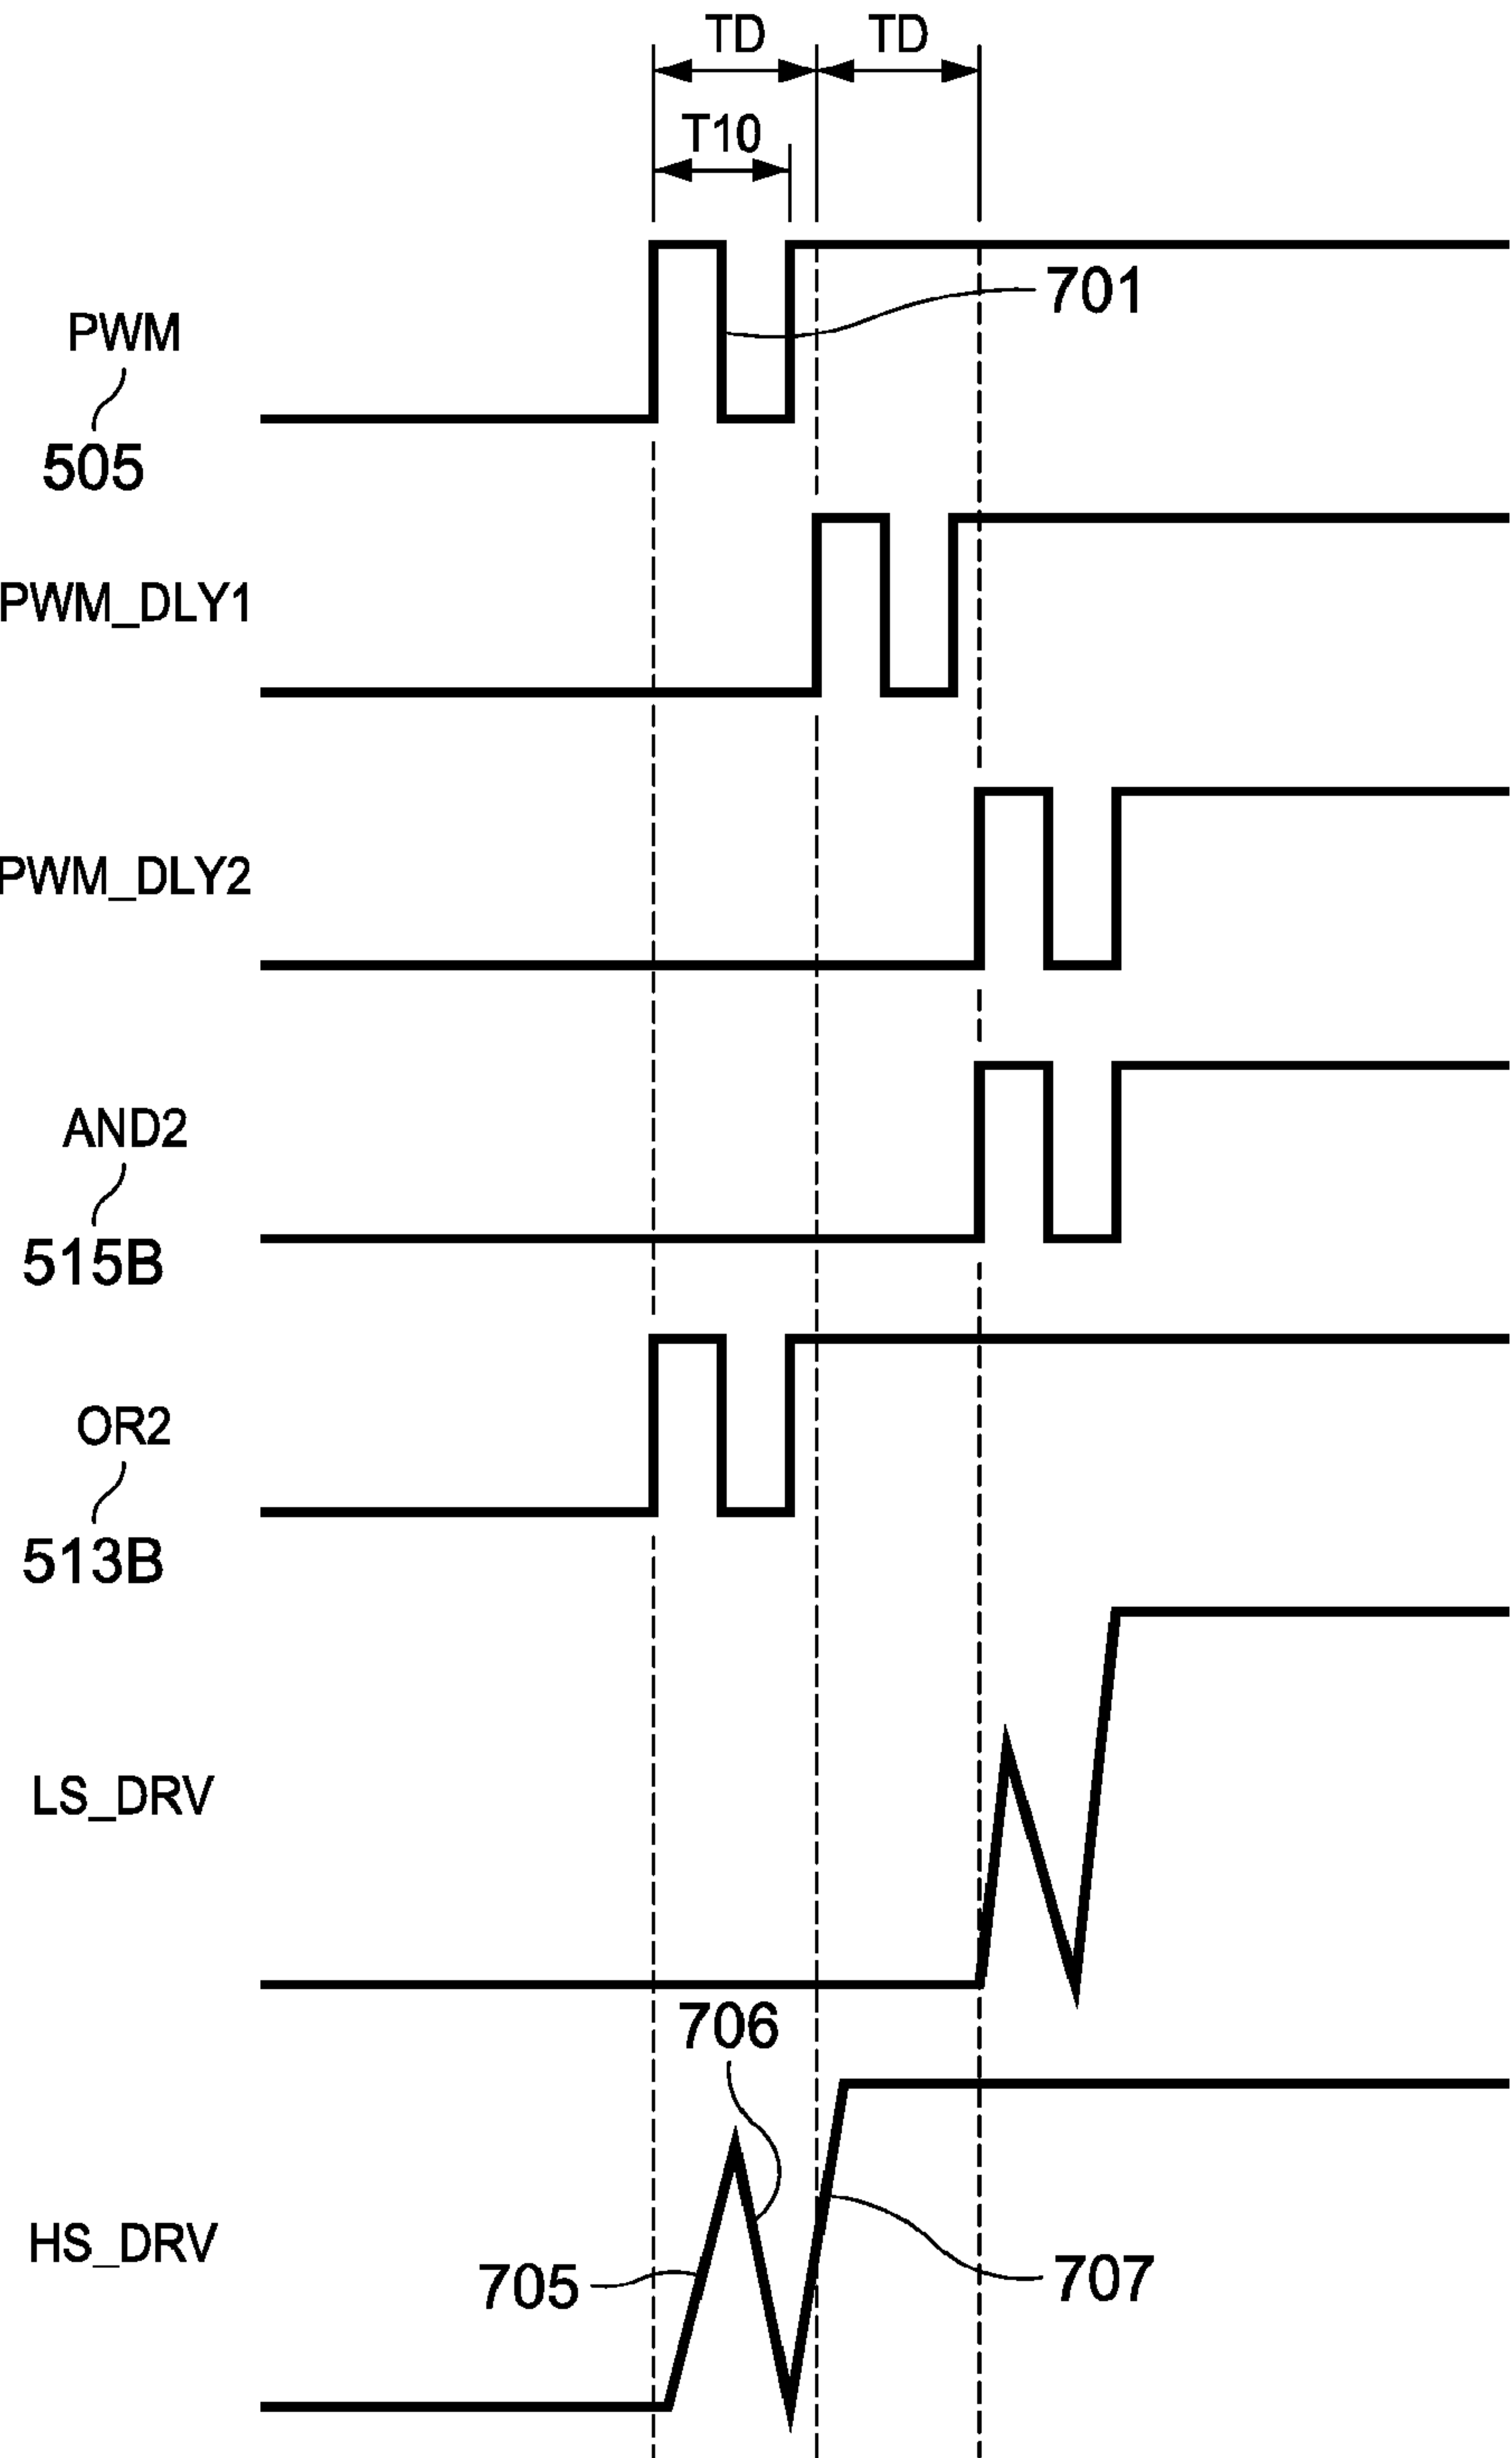 TD TD
T10
701
PWM
505
PWM_DLY1
PWM_DLY2
AND2
515B
OR2
513B
LS_DRV
706
HS_DRV
705
707